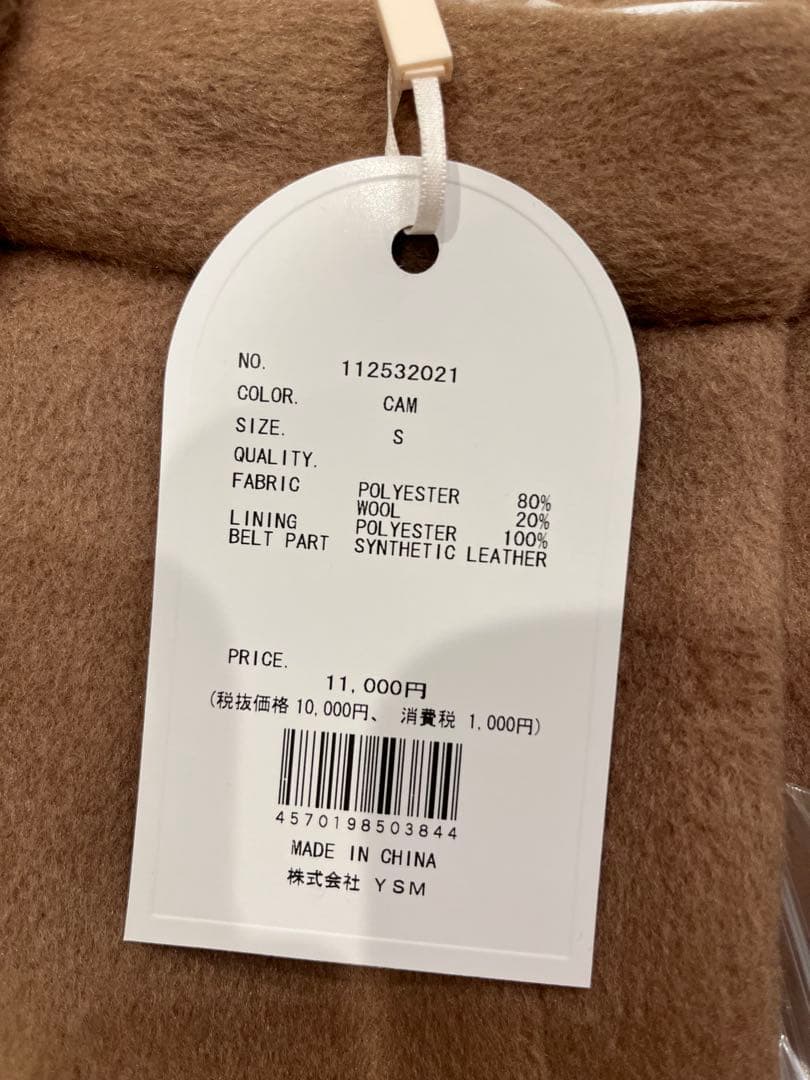 NO. 112532021
COLOR. CAM
SIZE. S
QUALITY.
FABRIC POLYESTER 80%
WOOL 20%
LINING POLYESTER 100%
BELT PART SYNTHETIC LEATHER
PRICE.
11,000円
(税抜価格 10,000円、 消費税 1,000円)
4570198503844
MADE IN CHINA
株式会社 YSM